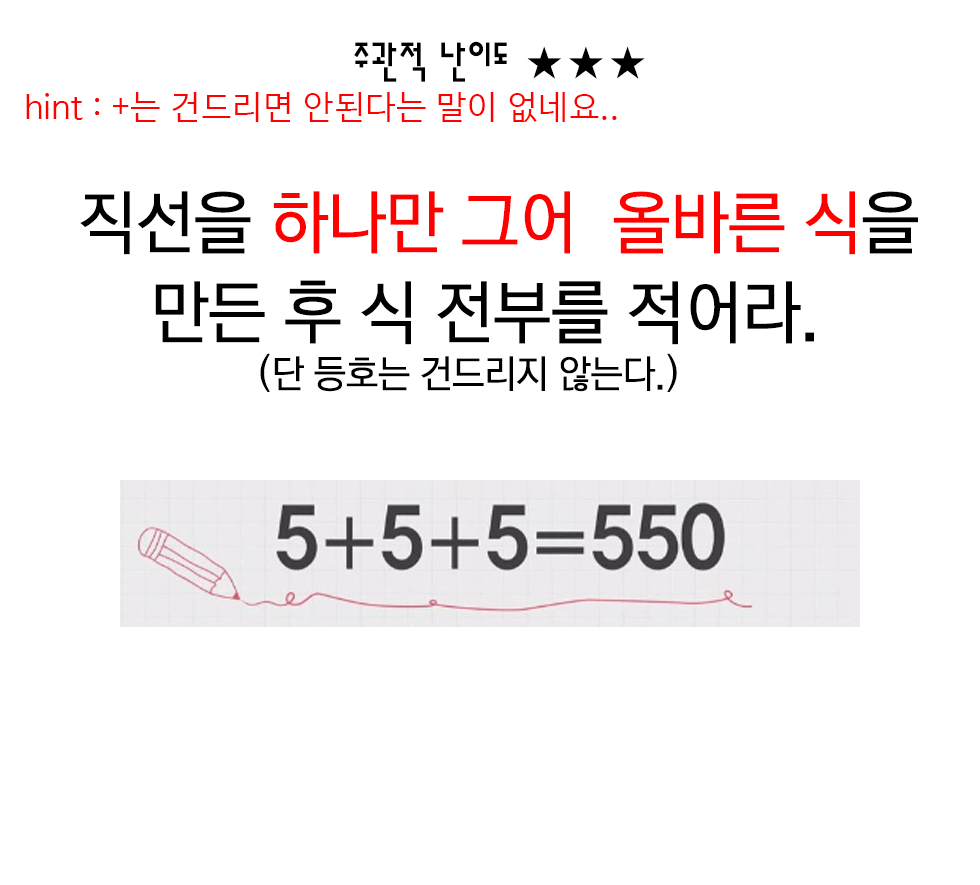 주관적 난이도 ★★★
hint : +는 건드리면 안된다는 말이 없네요..
직선을 하나만 그어 올바른 식을
만든 후 식 전부를 적어라.
(단 등호는 건드리지 않는다.)
5+5+5=550